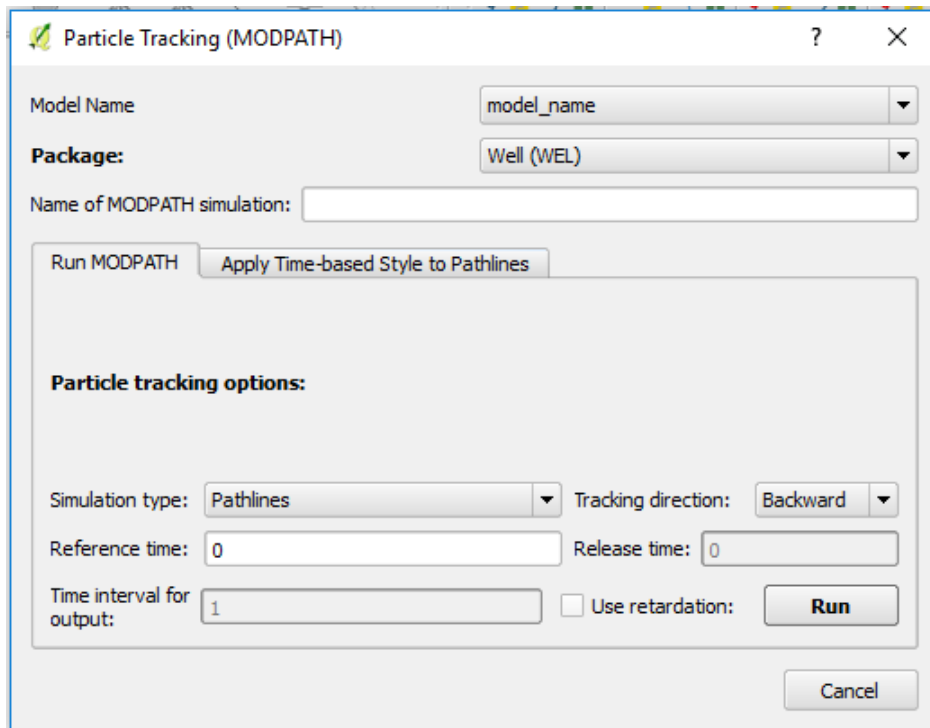 Particle Tracking (MODPATH) ?
Model Name model_name
Package: Well (WEL)
Name of MODPATH simulation:
Run MODPATH Apply Time-based Style to Pathlines
Particle tracking options:
Simulation type: Pathlines Tracking direction: Backward
Reference time: 0 Release time: 0
Time interval for
output: 1 Use retardation: Run
Cancel